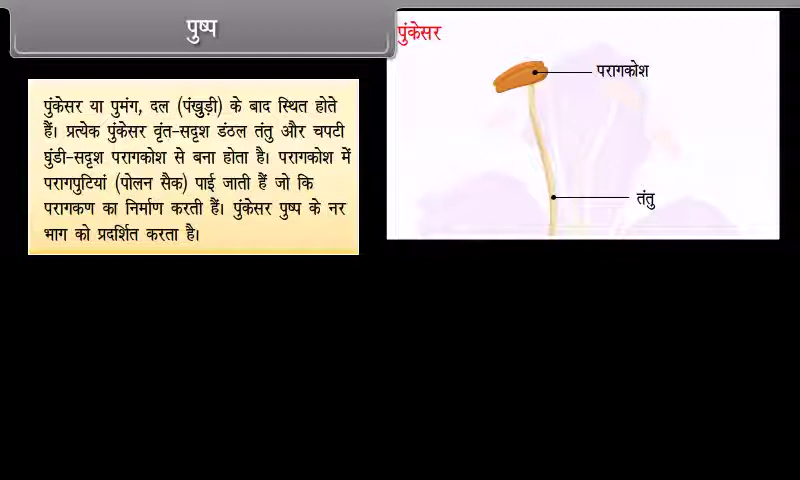 पुष्प
पुंकेसर
पुंकेसर या पुमंग, दल (पंखुड़ी) के बाद स्थित होते
हैं। प्रत्येक पुंकेसर वृंत-सदृश डंठल तंतु और चपटी
घुंडी-सदृश परागकोश से बना होता है। परागकोश में
परागपुटियां (पोलन सैक) पाई जाती हैं जो कि
परागकण का निर्माण करती हैं। पुंकेसर पुष्प के नर
भाग को प्रदर्शित करता है।
परागकोश
तंतु